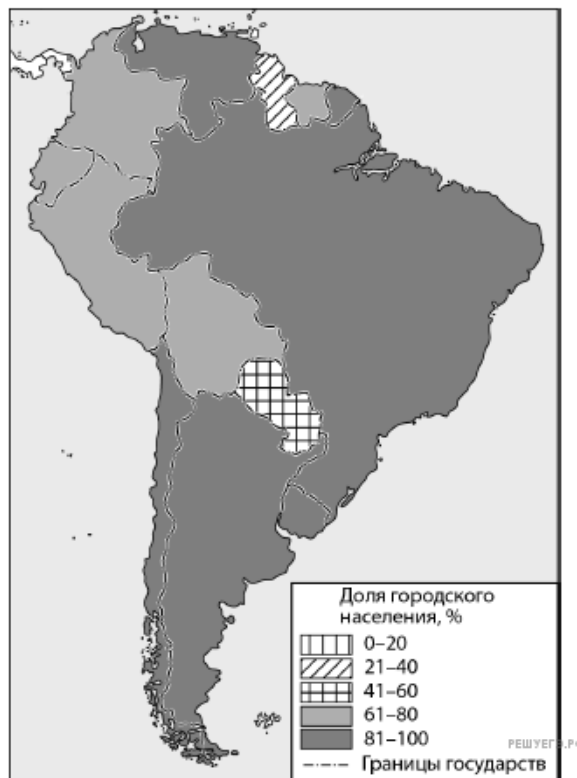 Доля городского
населения, %
0–20
21–40
41–60
61–80
81–100
Границы государств